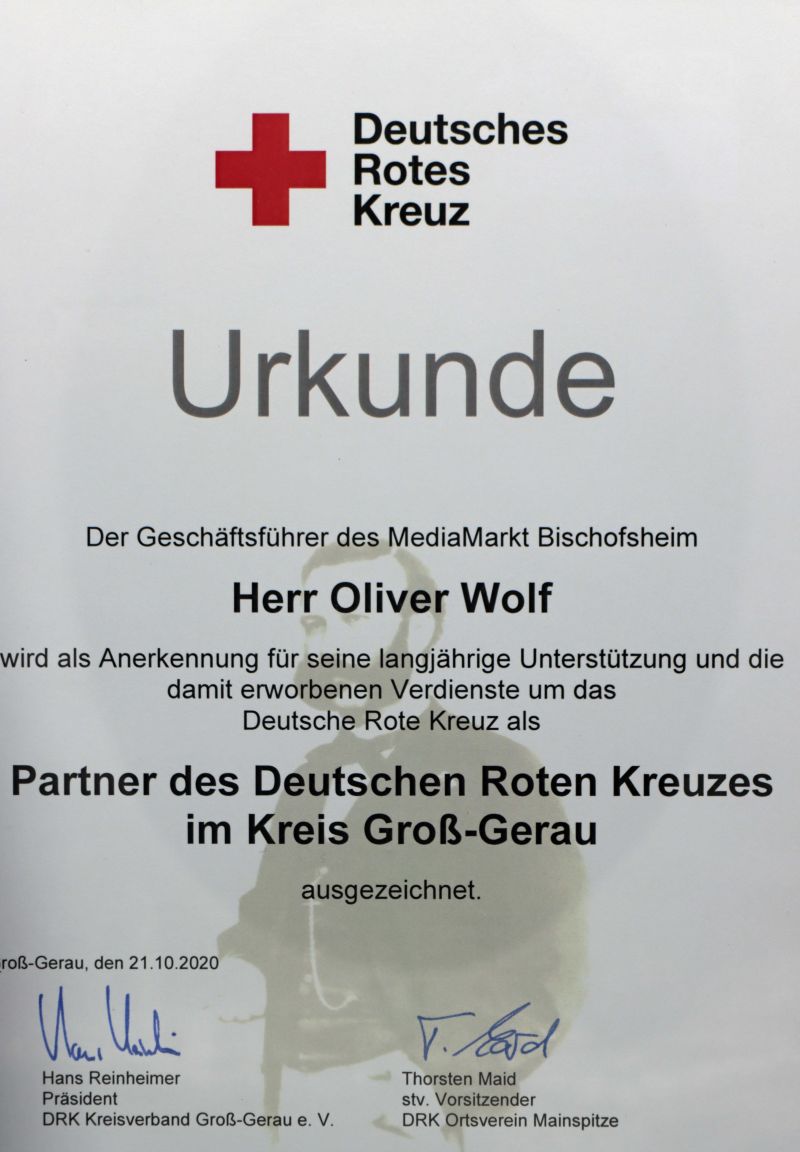 Deutsches
Rotes
Kreuz
Urkunde
Der Geschäftsführer des MediaMarkt Bischofsheim
Herr Oliver Wolf
wird als Anerkennung für seine langjährige Unterstützung und die
damit erworbenen Verdienste um das
Deutsche Rote Kreuz als
Partner des Deutschen Roten Kreuzes
im Kreis Groß-Gerau
ausgezeichnet.
roß-Gerau, den 21.10.2020
T. Maid
Hans Reinheimer
Präsident
DRK Kreisverband Groß-Gerau e. V.
Thorsten Maid
stv. Vorsitzender
DRK Ortsverein Mainspitze